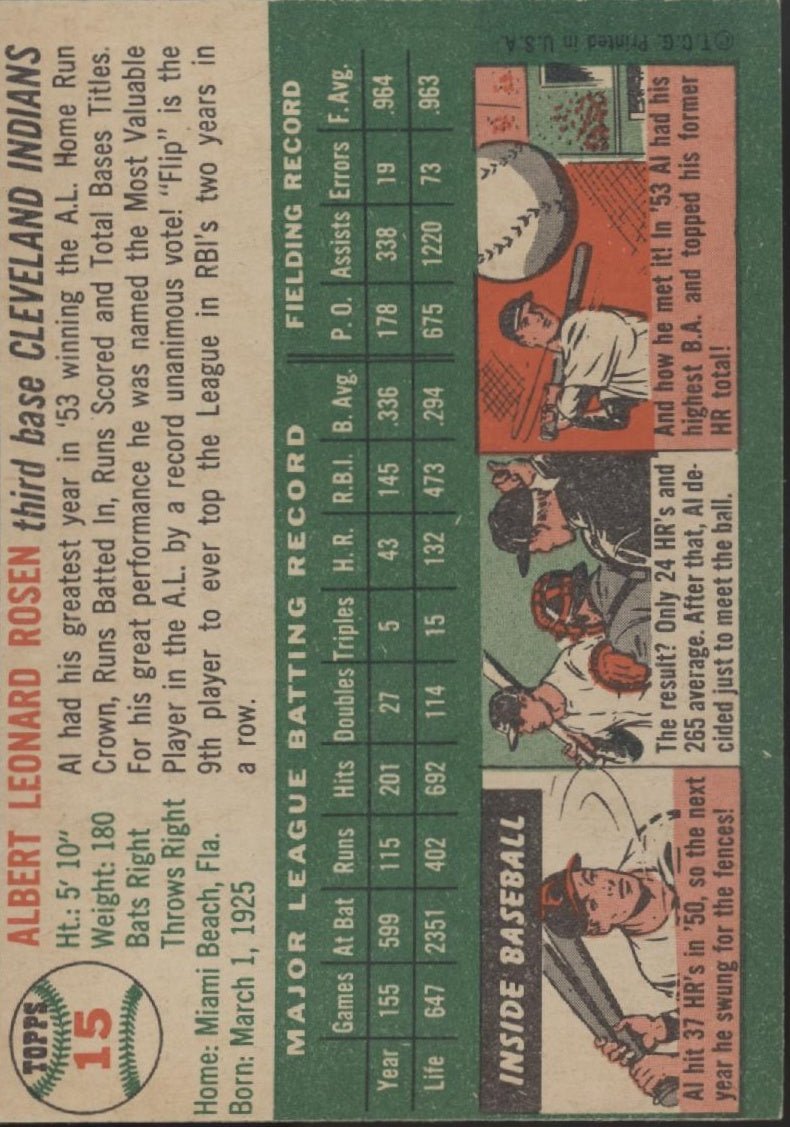 TOPPS
15
ALBERT LEONARD ROSEN third base CLEVELAND INDIANS
Ht.: 5′ 10″
Weight: 180
Bats Right
Throws Right
Home: Miami Beach, Fla.
Born: March 1, 1925
Al had his greatest year in '53 winning the A.L. Home Run
Crown, Runs Batted In, Runs Scored and Total Bases Titles.
For his great performance he was named the Most Valuable
Player in the A.L. by a record unanimous vote! "Flip" is the
9th player to ever top the League in RBI's two years in
a row.
MAJOR LEAGUE BATTING RECORD FIELDING RECORD
Games At Bat Runs Hits Doubles Triples H.R. R.B.I. B. Avg. P. O. Assists Errors F. Avg.
Year 155 599 115 201 27 5 43 145 .336 178 338 19 .964
Life 647 2351 402 692 114 15 132 473 .294 675 1220 73 .963
INSIDE BASEBALL
Al hit 37 HR's in '50, so the next
year he swung for the fences!
The result? Only 24 HR's and
265 average. After that, Al de-
cided just to meet the ball.
And how he met it! In '53 Al had his
highest B.A. and topped his former
HR total!
© T.C.G. Printed in U.S.A.